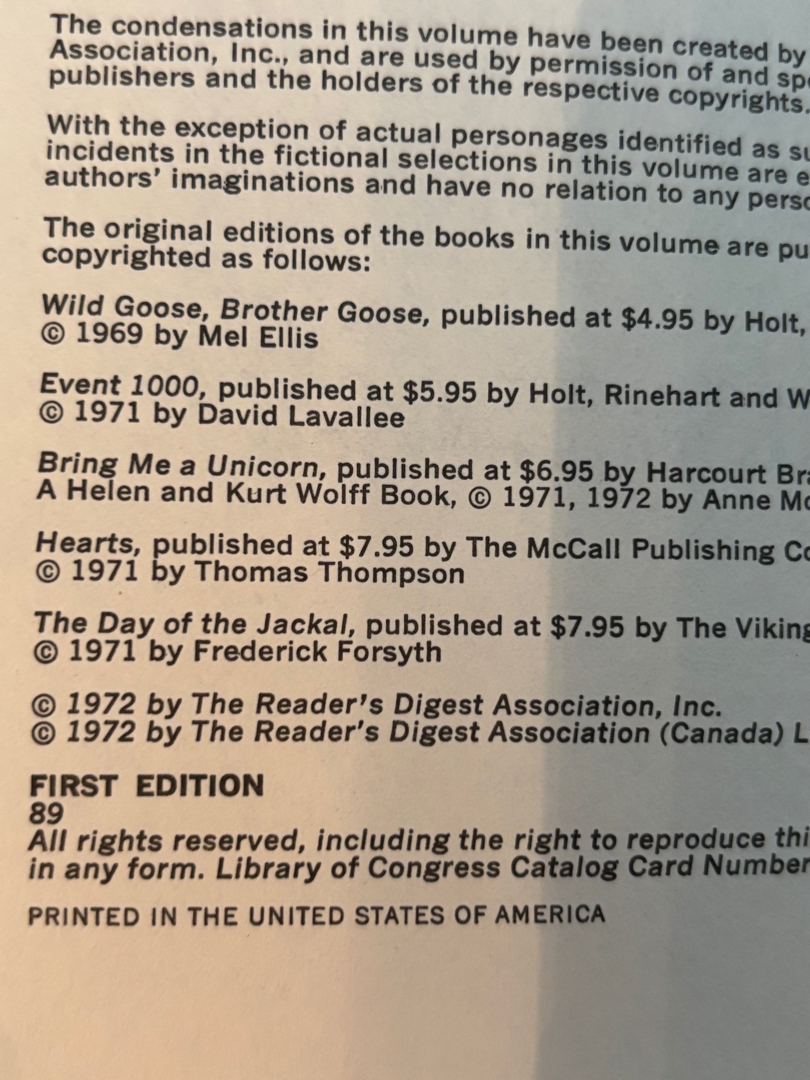 The condensations in this volume have been created by
Association, Inc., and are used by permission of and
publishers and the holders of the respective copyrights.
With the exception of actual personages identified as
incidents in the fictional selections in this volume are
authors' imaginations and have no relation to any
The original editions of the books in this volume are
copyrighted as follows:
Wild Goose, Brother Goose, published at $4.95 by Holt,
© 1969 by Mel Ellis
Event 1000, published at $5.95 by Holt, Rinehart and
© 1971 by David Lavallee
Bring Me a Unicorn, published at $6.95 by Harcourt
A Helen and Kurt Wolff Book, © 1971, 1972 by Anne
Hearts, published at $7.95 by The McCall Publishing
© 1971 by Thomas Thompson
The Day of the Jackal, published at $7.95 by The Viking
© 1971 by Frederick Forsyth
© 1972 by The Reader's Digest Association, Inc.
© 1972 by The Reader's Digest Association (Canada)
FIRST EDITION
89
All rights reserved, including the right to reproduce
in any form. Library of Congress Catalog Card Number
PRINTED IN THE UNITED STATES OF AMERICA